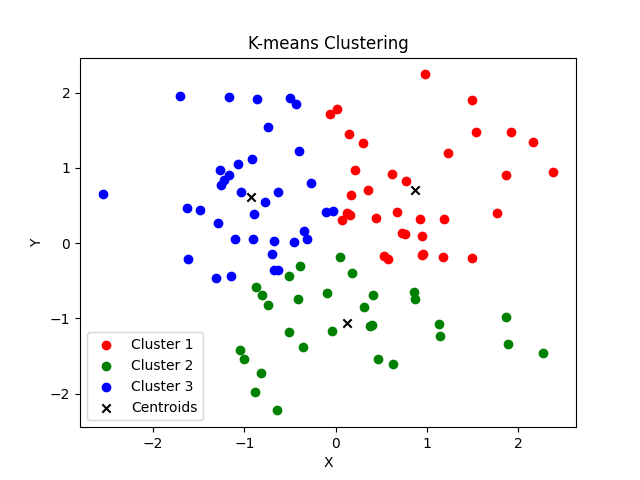 K-means Clustering
2
1
0
−1
−2
Y
Cluster 1
Cluster 2
Cluster 3
Centroids
−2
−1
0
1
2
X